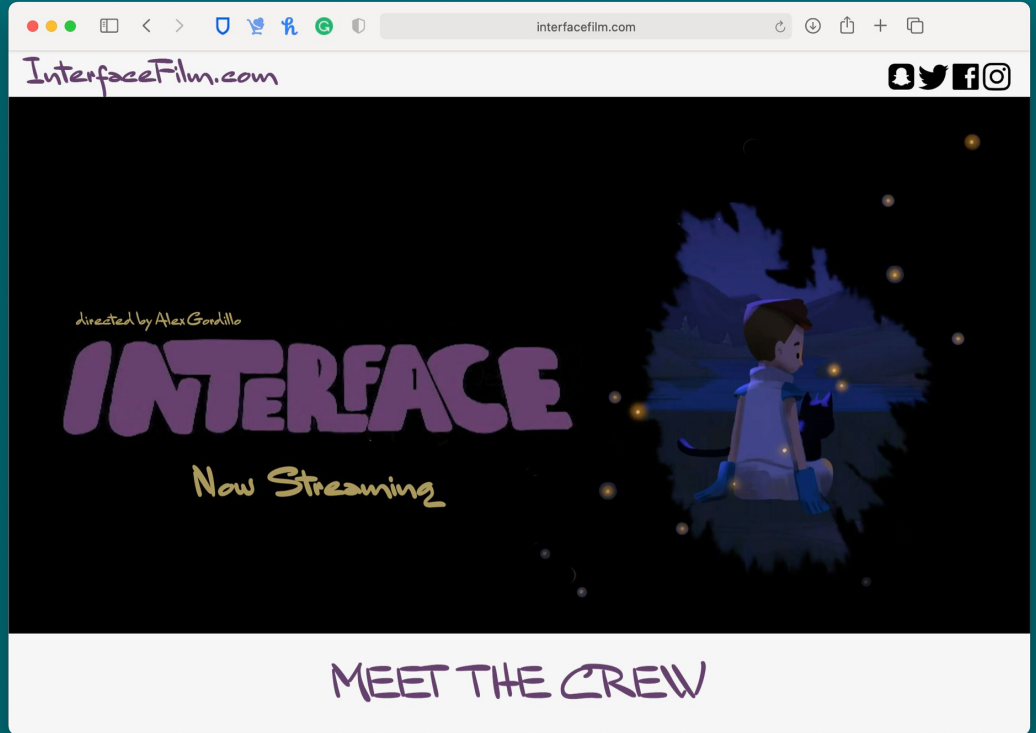 interfacefilm.com
InterfaceFilm.com
directed by Alex Gordillo
INTERFACE
Now Streaming
MEET THE CREW